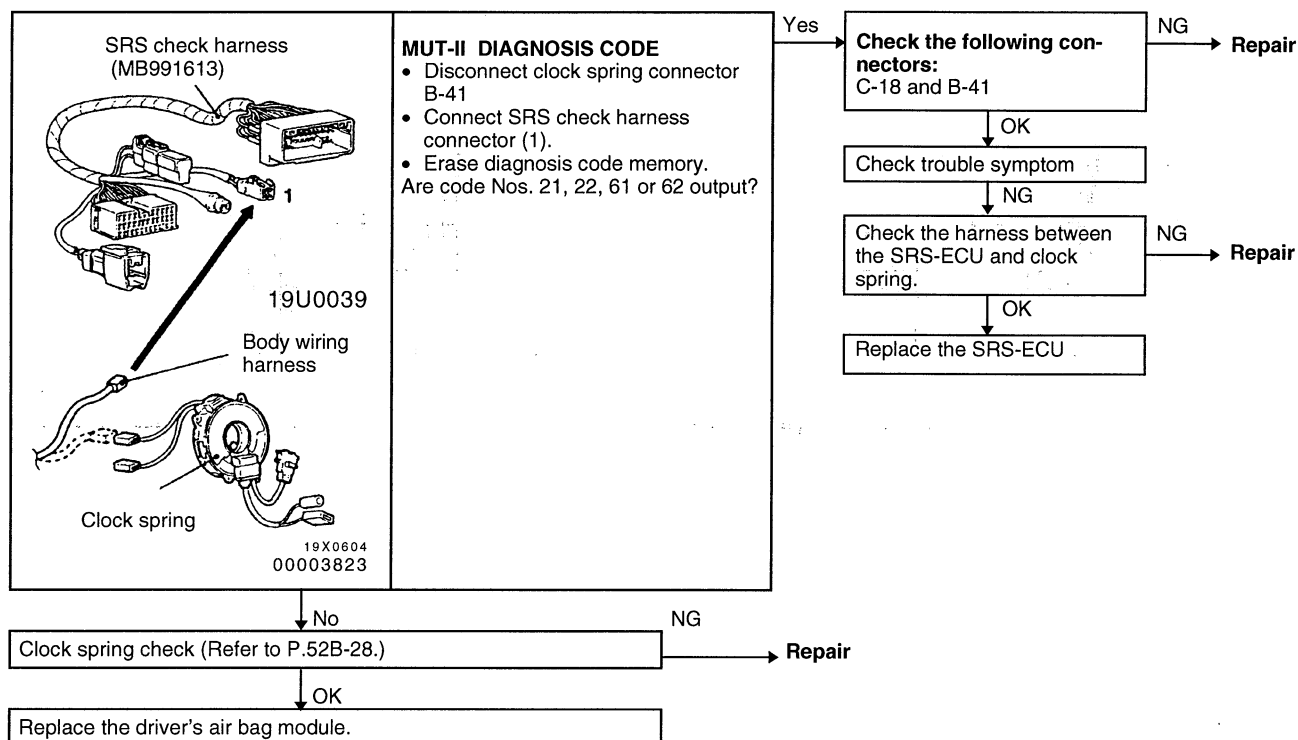 SRS check harness
(MB991613)
1
19U0039
Body wiring
harness
Clock spring
19X0604
00003823
MUT-II DIAGNOSIS CODE
• Disconnect clock spring connector
B-41
• Connect SRS check harness
connector (1).
• Erase diagnosis code memory.
Are code Nos. 21, 22, 61 or 62 output?
Yes
Check the following con-
nectors:
C-18 and B-41
NG
Repair
OK
Check trouble symptom
NG
Check the harness between
the SRS-ECU and clock
spring.
NG
Repair
OK
Replace the SRS-ECU
No
Clock spring check (Refer to P.52B-28.)
NG
Repair
OK
Replace the driver's air bag module.